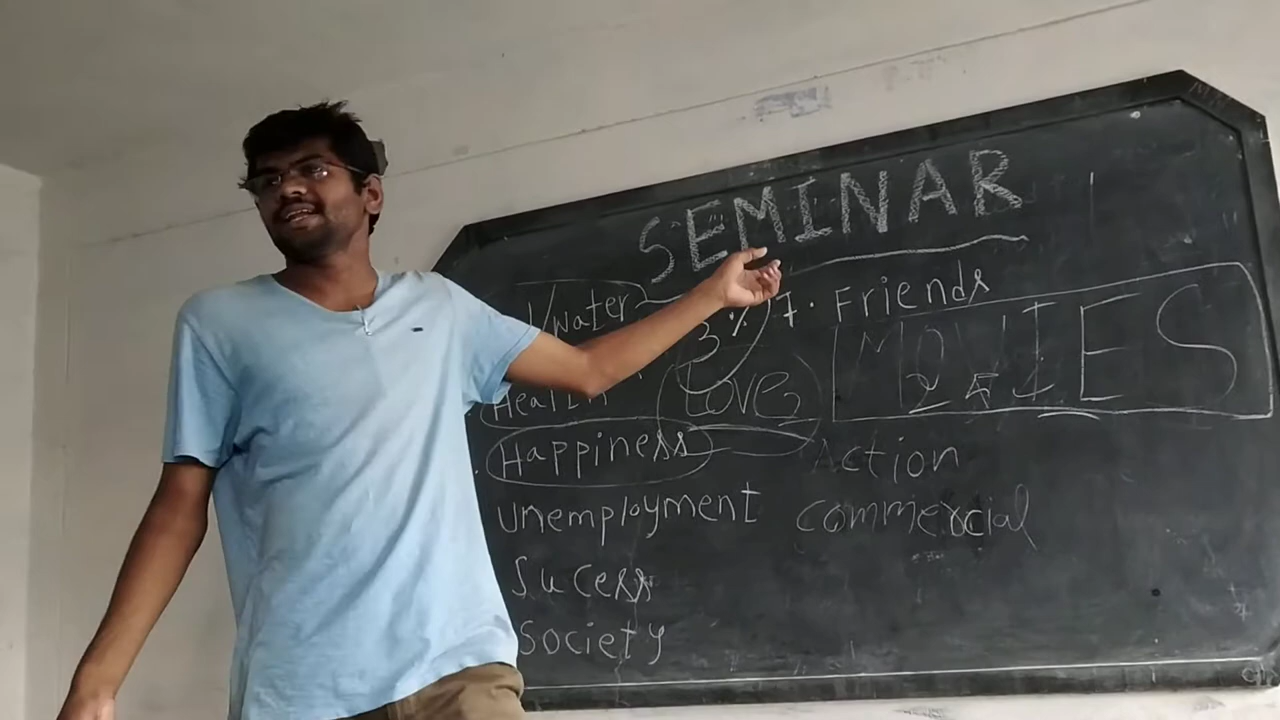 SEMINAR
/water
3%
7. Friends
Health
Love
MOVIES
Happiness
Action
Unemployment
commercial
Sucess
Society